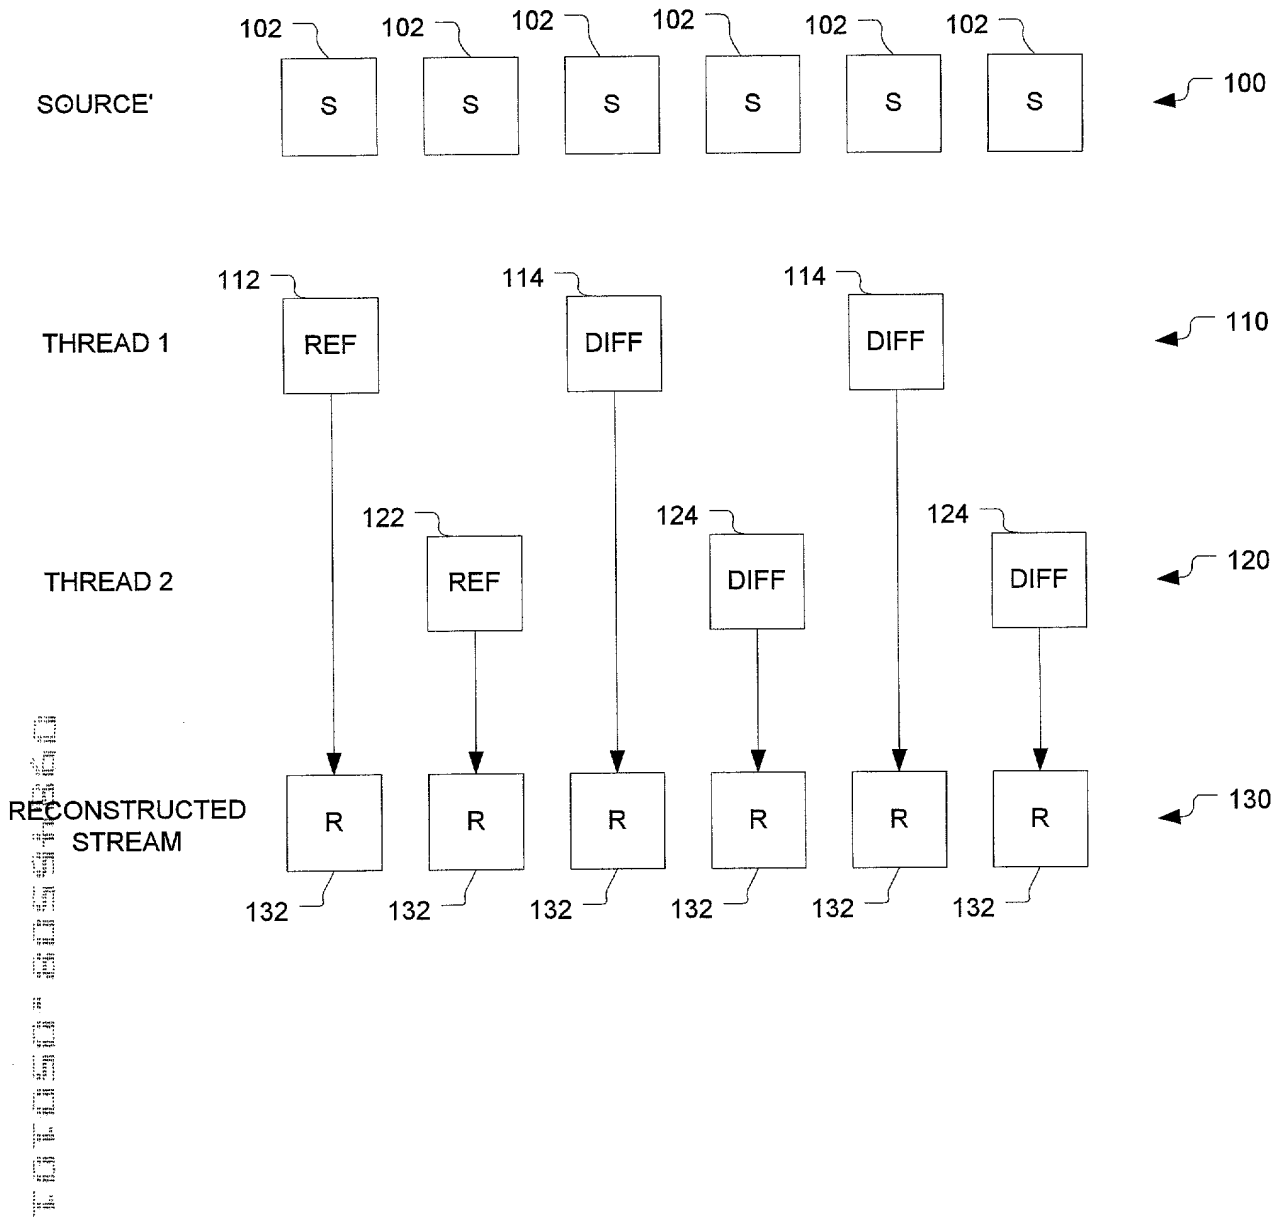 102 102 102 102 102 102
SOURCE' S S S S S S 100
112 114 114
THREAD 1 REF DIFF DIFF 110
122 124 124
THREAD 2 REF DIFF DIFF 120
RECONSTRUCTED
STREAM
R R R R R R 130
132 132 132 132 132 132